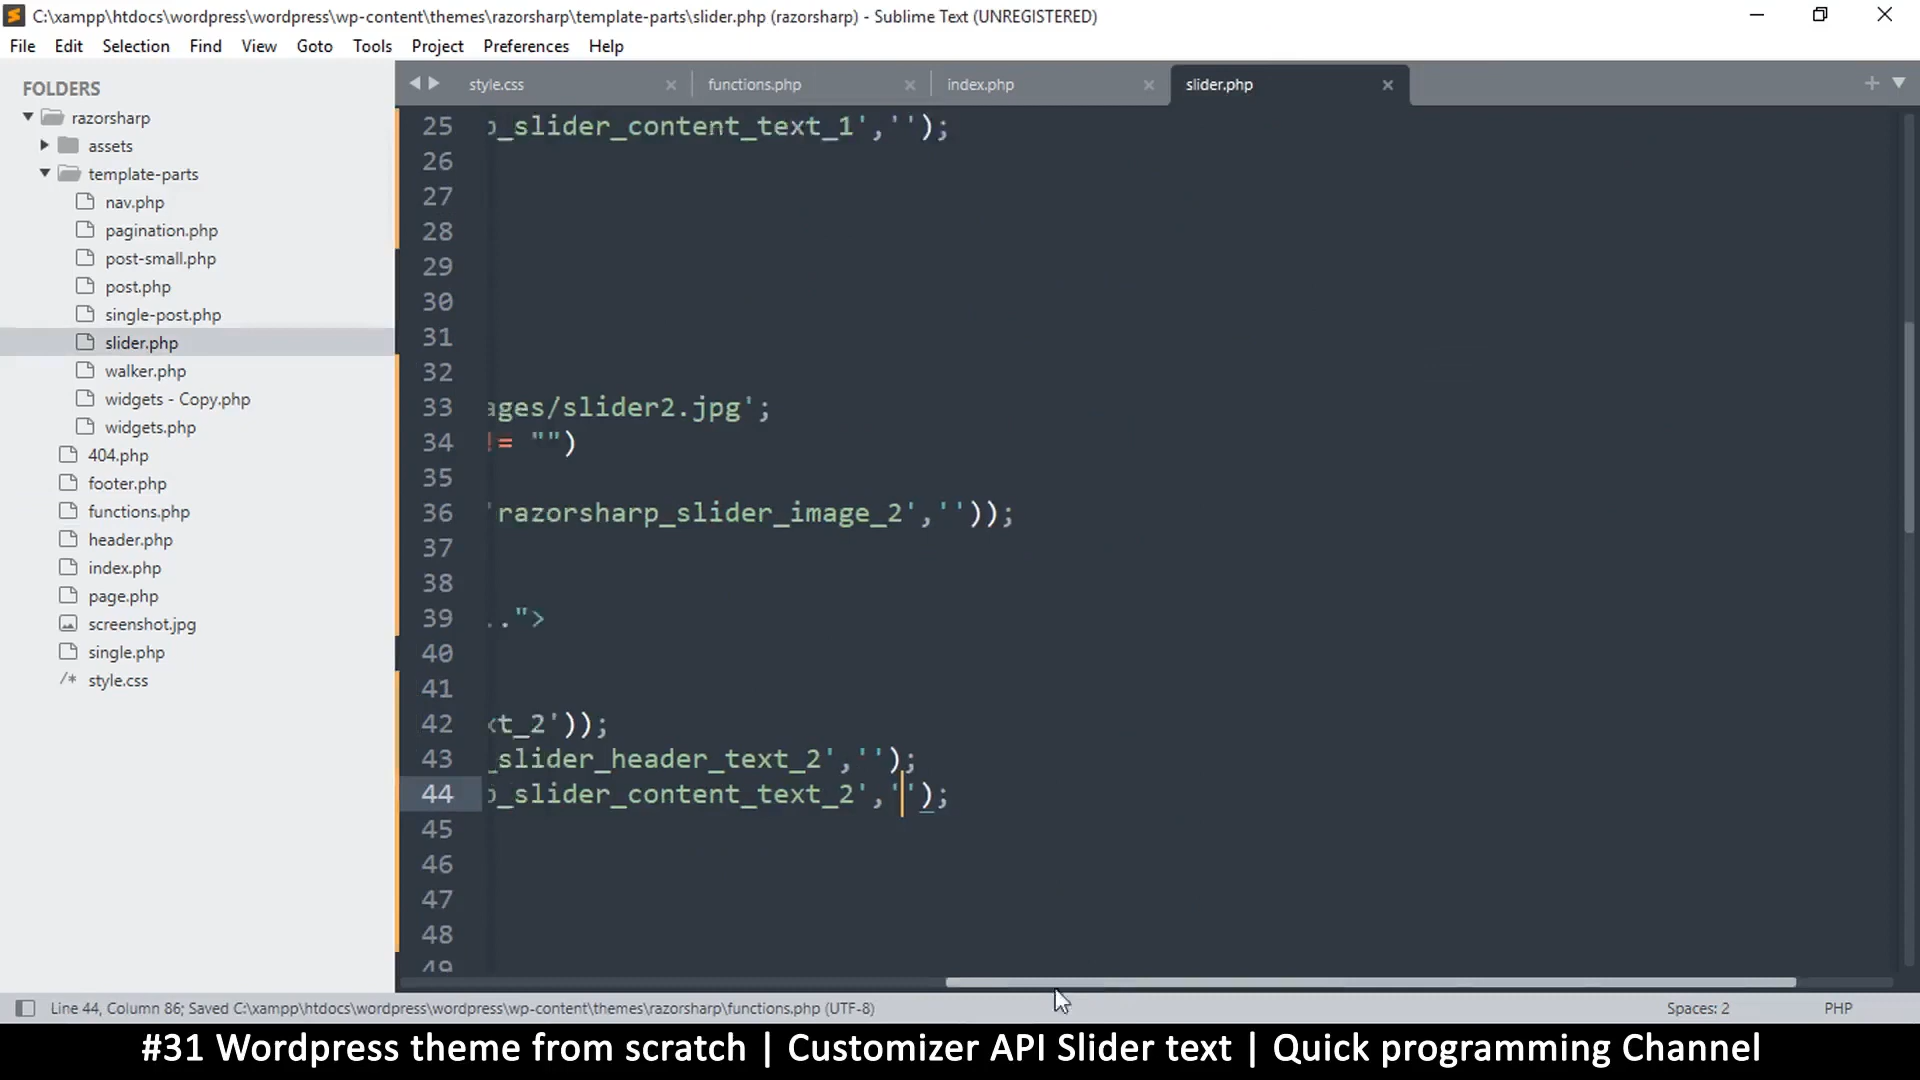 C:\xampp\htdocs\wordpress\wordpress\wp-content\themes\razorsharp\template-parts\slider.php (razorsharp) - Sublime Text (UNREGISTERED)
File Edit Selection Find View Goto Tools Project Preferences Help
FOLDERS
razorsharp
assets
template-parts
nav.php
pagination.php
post-small.php
post.php
single-post.php
slider.php
walker.php
widgets - Copy.php
widgets.php
404.php
footer.php
functions.php
header.php
index.php
page.php
screenshot.jpg
single.php
/* style.css
style.css functions.php index.php slider.php
25 p_slider_content_text_1','');
26
27
28
29
30
31
32
33 ages/slider2.jpg';
34 != "")
35
36 'razorsharp_slider_image_2',''));
37
38
39 ..">
40
41
42 xt_2'));
43 _slider_header_text_2','');
44 p_slider_content_text_2','');
45
46
47
48
49
Line 44, Column 86; Saved C:\xampp\htdocs\wordpress\wordpress\wp-content\themes\razorsharp\functions.php (UTF-8) Spaces: 2 PHP
#31 Wordpress theme from scratch | Customizer API Slider text | Quick programming Channel